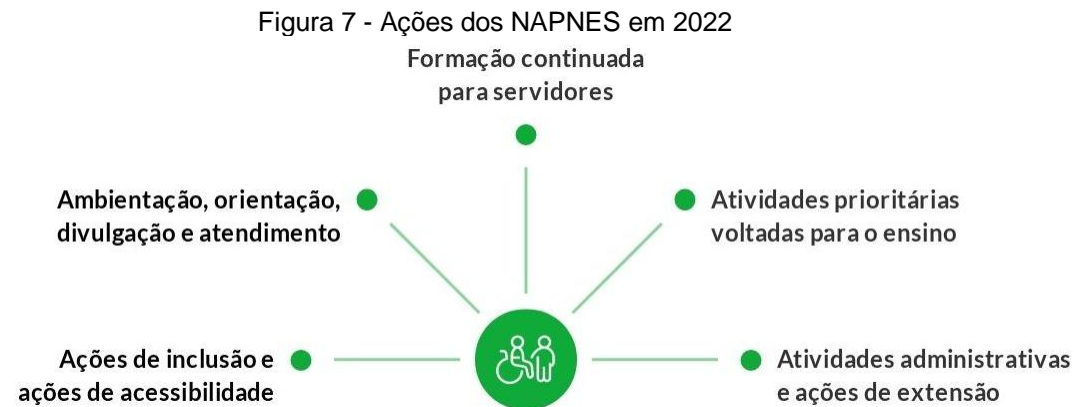 Figura 7 - Ações dos NAPNES em 2022
Formação continuada
para servidores
Ambientação, orientação,
divulgação e atendimento
Atividades prioritárias
voltadas para o ensino
Ações de inclusão e
ações de acessibilidade
Atividades administrativas
e ações de extensão